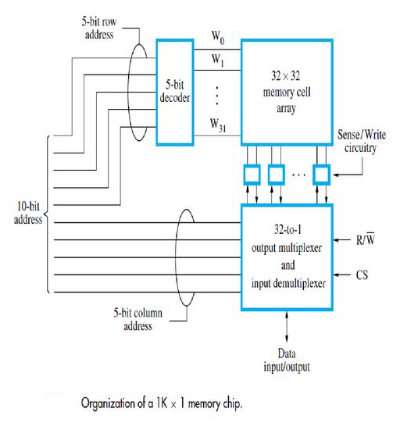 5-bit row
address
W0
W1
5-bit
decoder
W31
32 × 32
memory cell
array
Sense/Write
circuitry
10-bit
address
32-to-1
output multiplexer
and
input demultiplexer
R/W̅
CS
5-bit column
address
Data
input/output
Organization of a 1K × 1 memory chip.